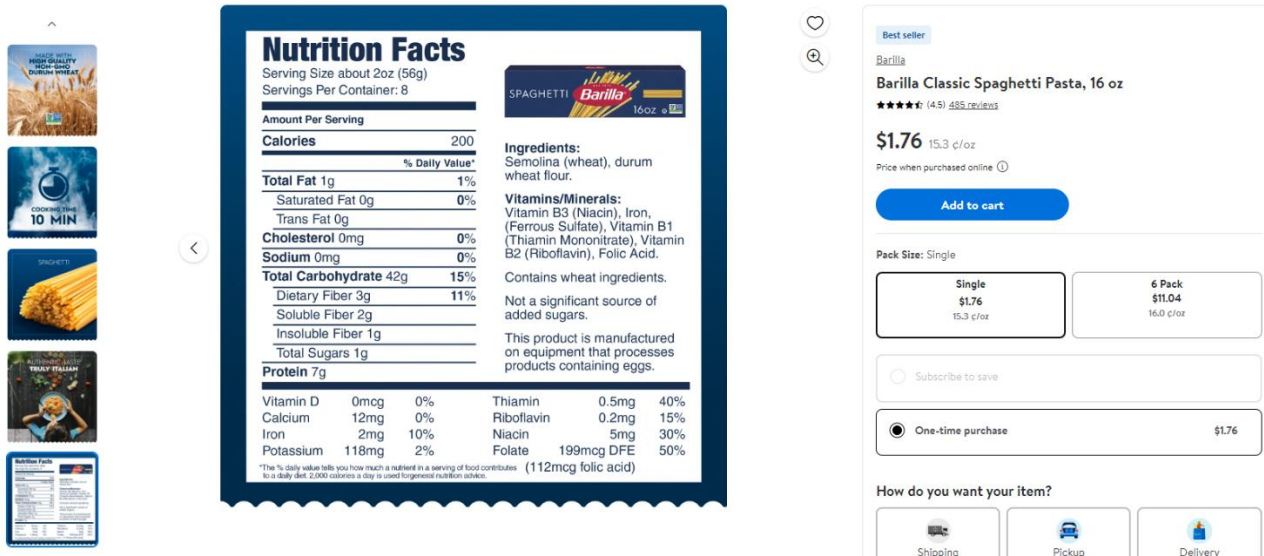 MADE WITH
HIGH QUALITY
NON-GMO
DURUM WHEAT
COOKING TIME
10 MIN
SPAGHETTI
AUTHENTIC TASTE
TRULY ITALIAN
Nutrition Facts
Serving Size about 2oz (56g)
Servings Per Container: 8
Amount Per Serving
Calories 200
% Daily Value*
Total Fat 1g 1%
Saturated Fat 0g 0%
Trans Fat 0g
Cholesterol 0mg 0%
Sodium 0mg 0%
Total Carbohydrate 42g 15%
Dietary Fiber 3g 11%
Soluble Fiber 2g
Insoluble Fiber 1g
Total Sugars 1g
Protein 7g
SPAGHETTI Barilla
16oz
Ingredients:
Semolina (wheat), durum
wheat flour.
Vitamins/Minerals:
Vitamin B3 (Niacin), Iron,
(Ferrous Sulfate), Vitamin B1
(Thiamin Mononitrate), Vitamin
B2 (Riboflavin), Folic Acid.
Contains wheat ingredients.
Not a significant source of
added sugars.
This product is manufactured
on equipment that processes
products containing eggs.
Vitamin D 0mcg 0% Thiamin 0.5mg 40%
Calcium 12mg 0% Riboflavin 0.2mg 15%
Iron 2mg 10% Niacin 5mg 30%
Potassium 118mg 2% Folate 199mcg DFE 50%
*The % daily value tells you how much a nutrient in a serving of food contributes (112mcg folic acid)
to a daily diet. 2,000 calories a day is used forgeneral nutrition advice.
Best seller
Barilla
Barilla Classic Spaghetti Pasta, 16 oz
(4.5) 485 reviews
$1.76 15.3 ¢/oz
Price when purchased online
Add to cart
Pack Size: Single
Single
$1.76
15.3 ¢/oz
6 Pack
$11.04
16.0 ¢/oz
Subscribe to save
One-time purchase $1.76
How do you want your item?
Shipping
Pickup
Delivery